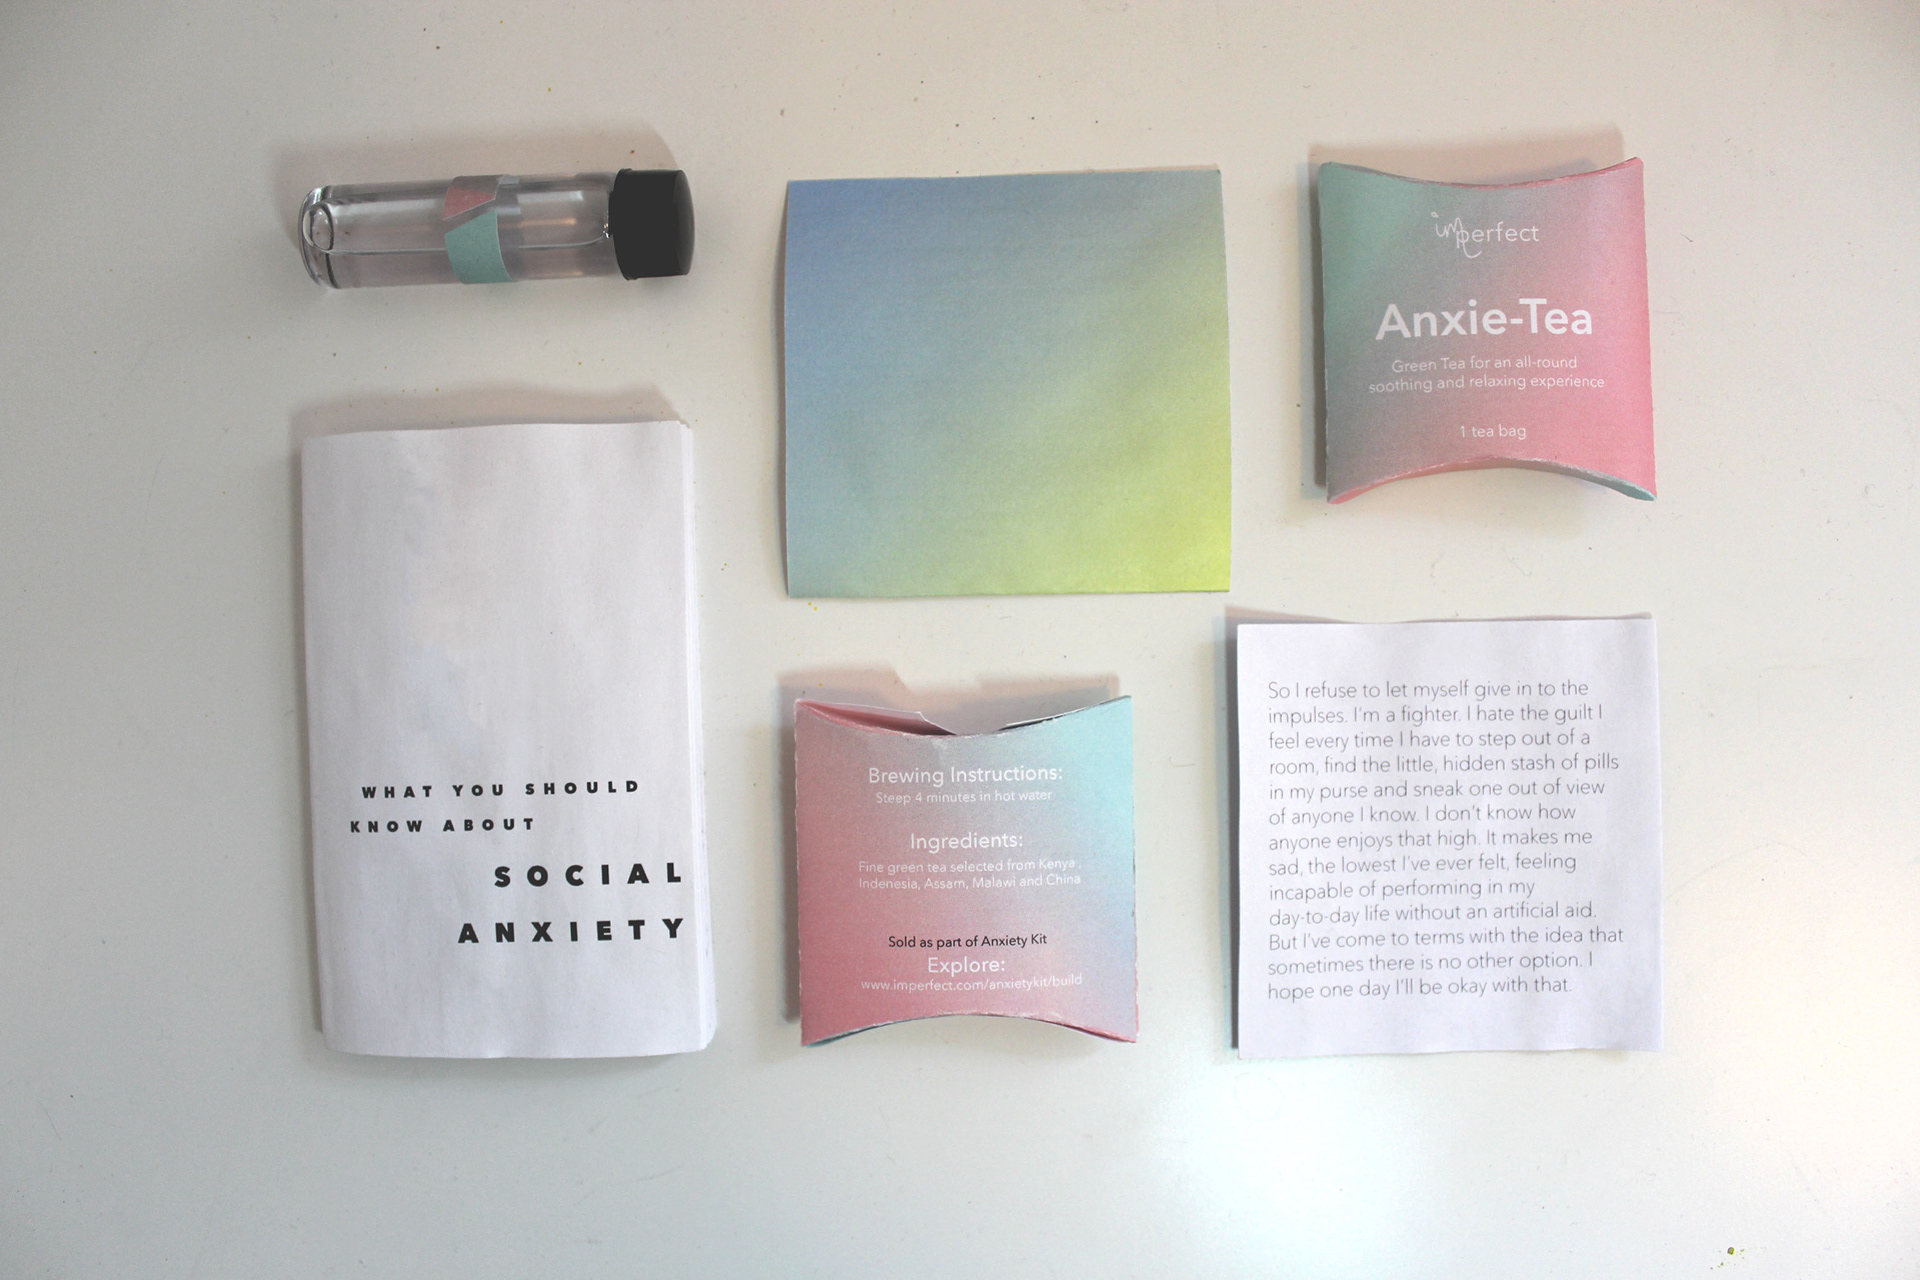 imperfect
Anxie-Tea
Green Tea for an all-round
soothing and relaxing experience
1 tea bag
WHAT YOU SHOULD
KNOW ABOUT
SOCIAL
ANXIETY
Brewing Instructions:
Steep 4 minutes in hot water
Ingredients:
Fine green tea selected from Kenya ,
Indenesia, Assam, Malawi and China
Sold as part of Anxiety Kit
Explore:
www.imperfect.com/anxietykit/build
So I refuse to let myself give in to the
impulses. I'm a fighter. I hate the guilt I
feel every time I have to step out of a
room, find the little, hidden stash of pills
in my purse and sneak one out of view
of anyone I know. I don't know how
anyone enjoys that high. It makes me
sad, the lowest I've ever felt, feeling
incapable of performing in my
day-to-day life without an artificial aid.
But I've come to terms with the idea that
sometimes there is no other option. I
hope one day I'll be okay with that.